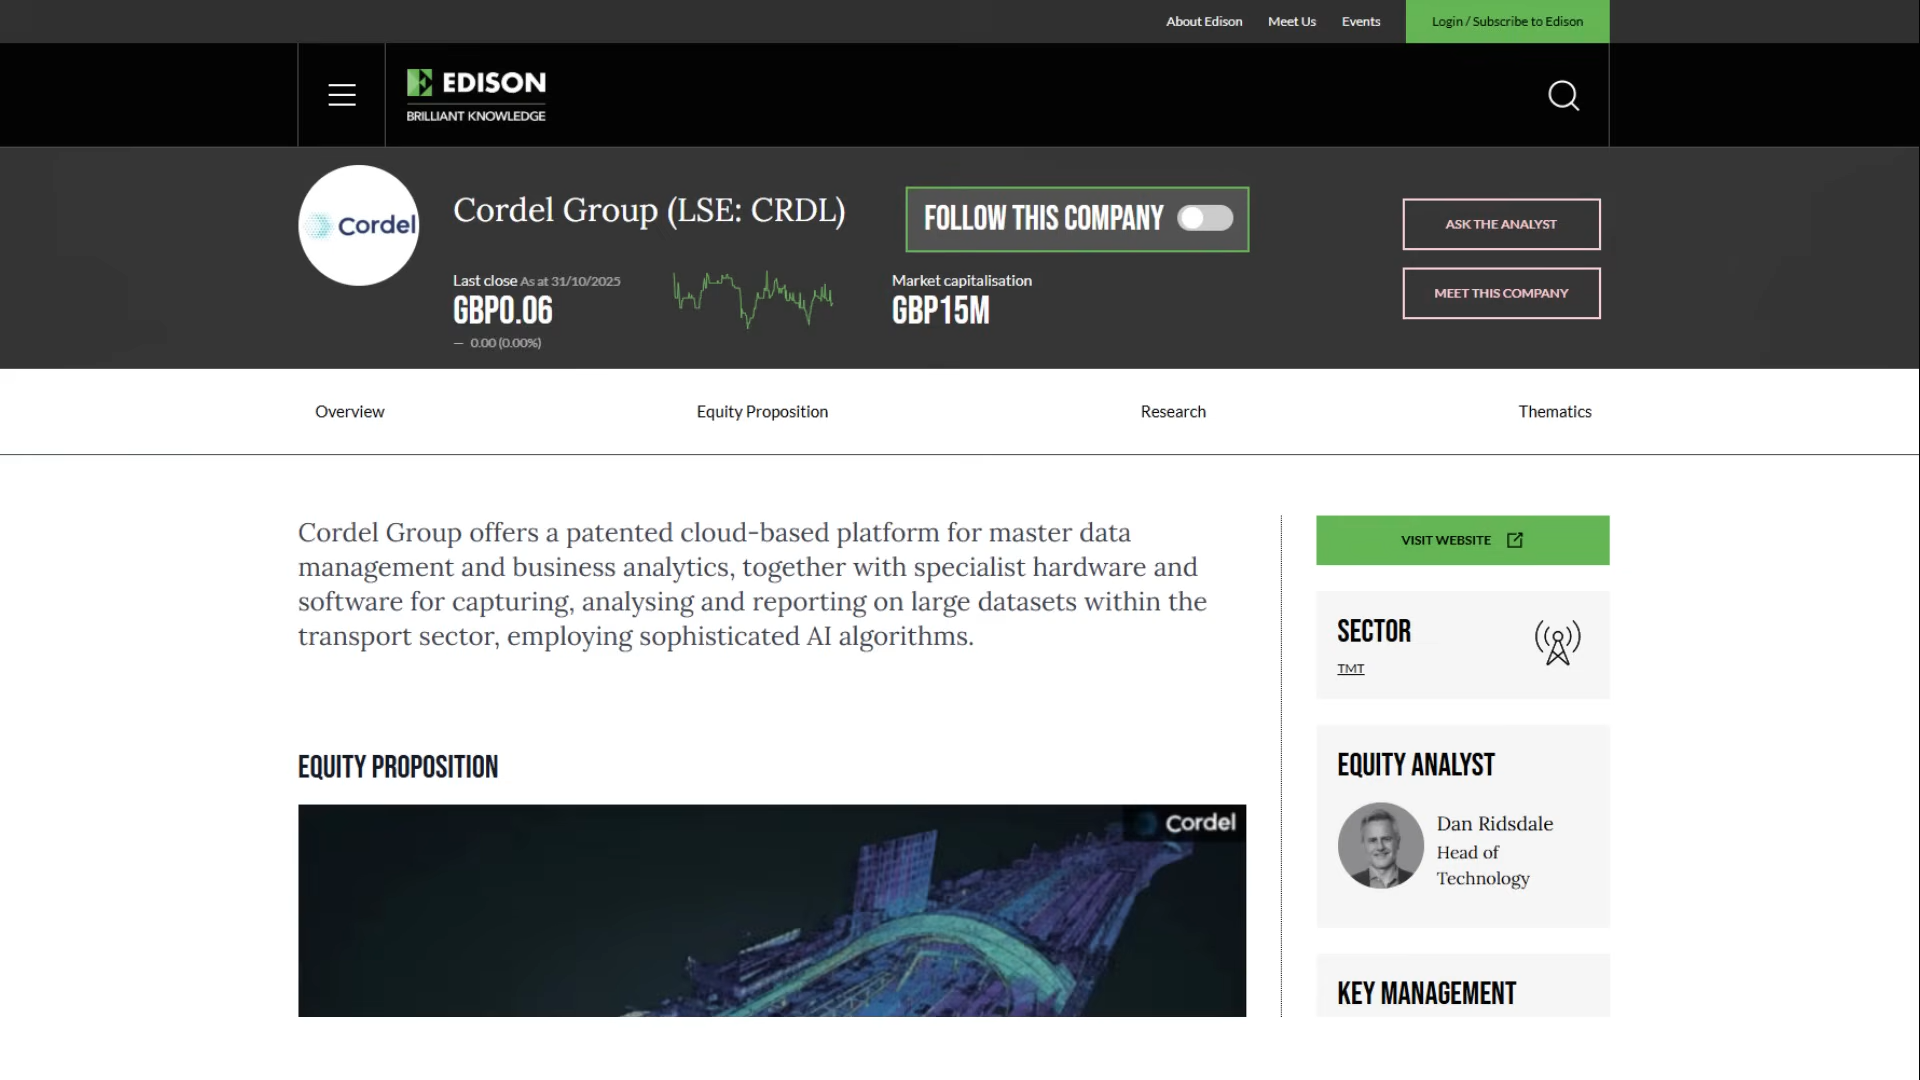 About Edison
Meet Us
Events
Login / Subscribe to Edison
EDISON
BRILLIANT KNOWLEDGE
Cordel
Cordel Group (LSE: CRDL)
FOLLOW THIS COMPANY
ASK THE ANALYST
MEET THIS COMPANY
Last close As at 31/10/2025
GBP0.06
— 0.00 (0.00%)
Market capitalisation
GBP15M
Overview
Equity Proposition
Research
Thematics
Cordel Group offers a patented cloud-based platform for master data
management and business analytics, together with specialist hardware and
software for capturing, analysing and reporting on large datasets within the
transport sector, employing sophisticated AI algorithms.
EQUITY PROPOSITION
Cordel
VISIT WEBSITE
SECTOR
TMT
EQUITY ANALYST
Dan Ridsdale
Head of
Technology
KEY MANAGEMENT